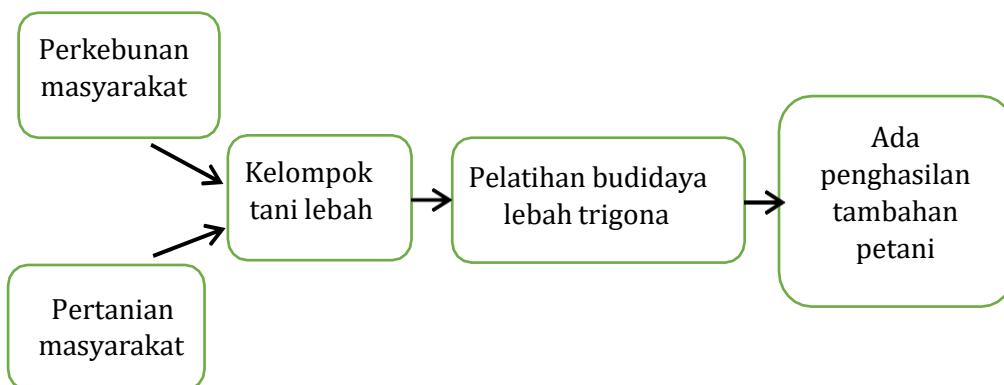 Perkebunan
masyarakat
Pertanian
masyarakat
Kelompok
tani lebah
Pelatihan budidaya
lebah trigona
Ada
penghasilan
tambahan
petani